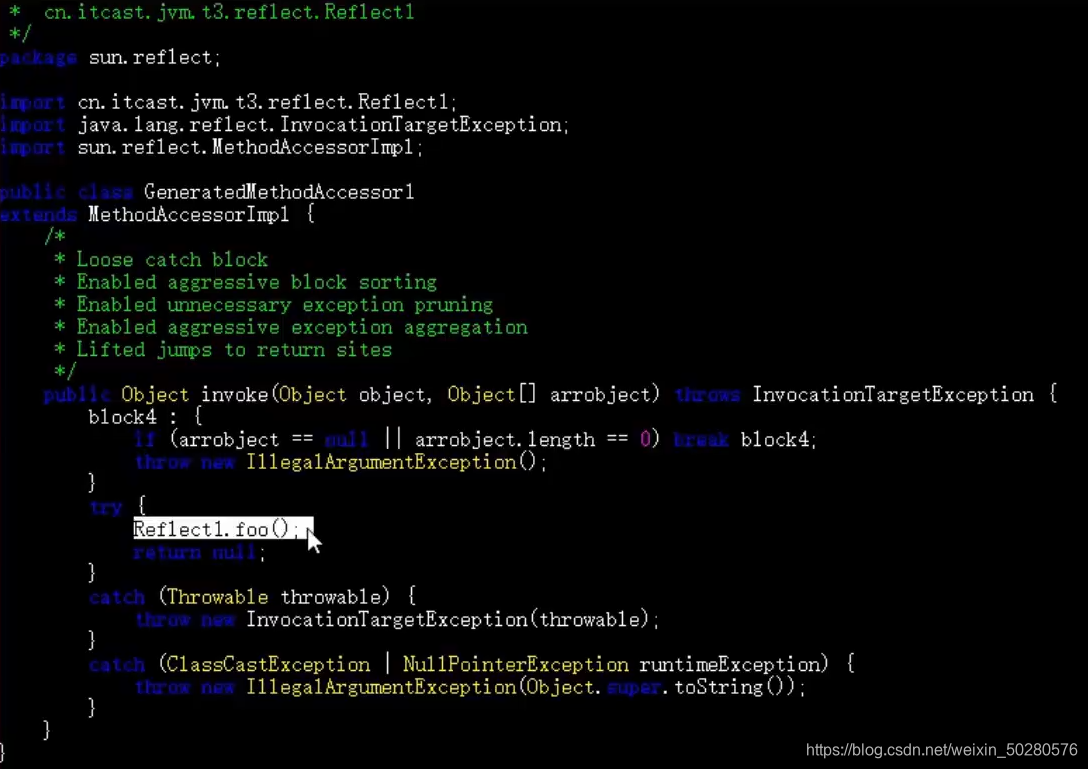 *  cn.itcast.jvm.t3.reflect.Reflect1
 */
package sun.reflect;

import cn.itcast.jvm.t3.reflect.Reflect1;
import java.lang.reflect.InvocationTargetException;
import sun.reflect.MethodAccessorImpl;

public class GeneratedMethodAccessor1
extends MethodAccessorImpl {
    /*
     * Loose catch block
     * Enabled aggressive block sorting
     * Enabled unnecessary exception pruning
     * Enabled aggressive exception aggregation
     * Lifted jumps to return sites
     */
    public Object invoke(Object object, Object[] arrobject) throws InvocationTargetException {
        block4 : {
            if (arrobject == null || arrobject.length == 0) break block4;
            throw new IllegalArgumentException();
        }
        try {
            Reflect1.foo();
            return null;
        }
        catch (Throwable throwable) {
            throw new InvocationTargetException(throwable);
        }
        catch (ClassCastException | NullPointerException runtimeException) {
            throw new IllegalArgumentException(Object.super.toString());
        }
    }
}
https://blog.csdn.net/weixin_50280576